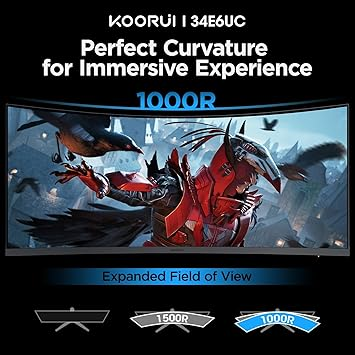 KOORUI | 34E6UC
Perfect Curvature
for Immersive Experience
1000R
Expanded Field of View
1500R
1000R